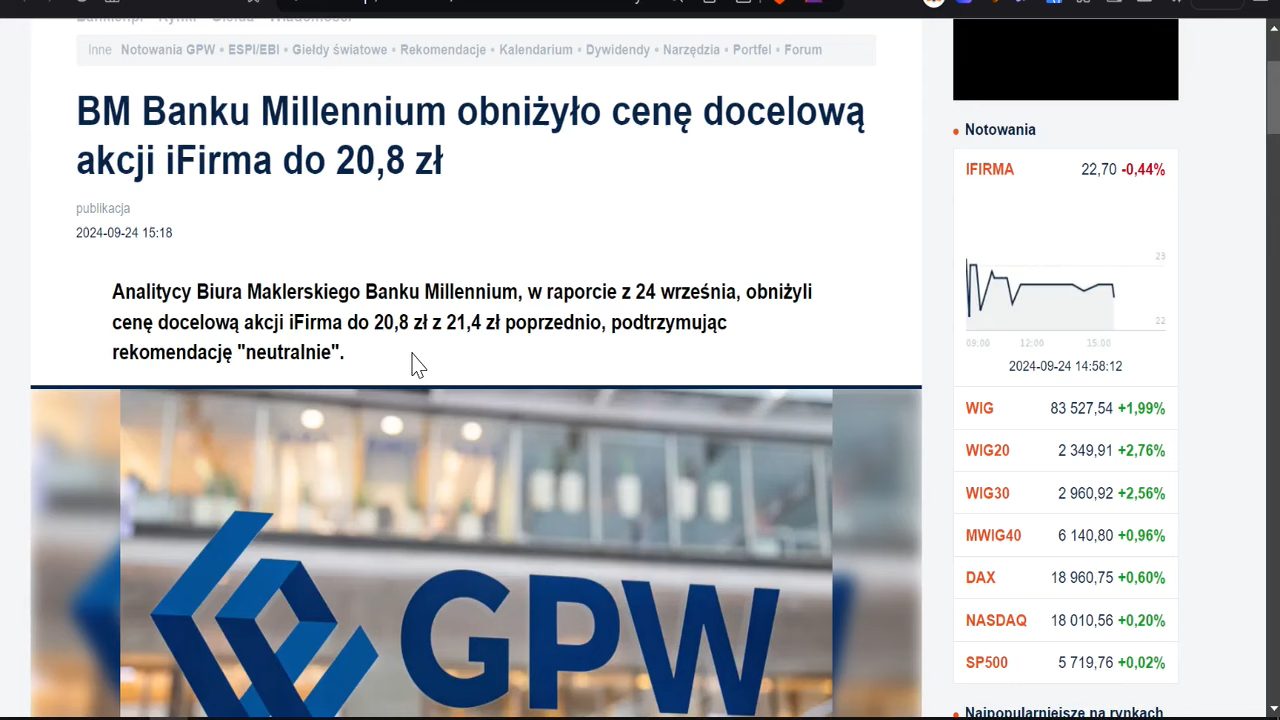 Bankier.pl Rynki Giełda Wiadomości
Inne Notowania GPW • ESPI/EBI • Giełdy światowe • Rekomendacje • Kalendarium • Dywidendy • Narzędzia • Portfel • Forum
BM Banku Millennium obniżyło cenę docelową
akcji iFirma do 20,8 zł
publikacja
2024-09-24 15:18
Analitycy Biura Maklerskiego Banku Millennium, w raporcie z 24 września, obniżyli
cenę docelową akcji iFirma do 20,8 zł z 21,4 zł poprzednio, podtrzymując
rekomendację "neutralnie".
GPW
Notowania
IFIRMA 22,70 -0,44%
23
22
09:00 12:00 15:00
2024-09-24 14:58:12
WIG 83 527,54 +1,99%
WIG20 2 349,91 +2,76%
WIG30 2 960,92 +2,56%
MWIG40 6 140,80 +0,96%
DAX 18 960,75 +0,60%
NASDAQ 18 010,56 +0,20%
SP500 5 719,76 +0,02%
Najpopularniejsze na rynkach